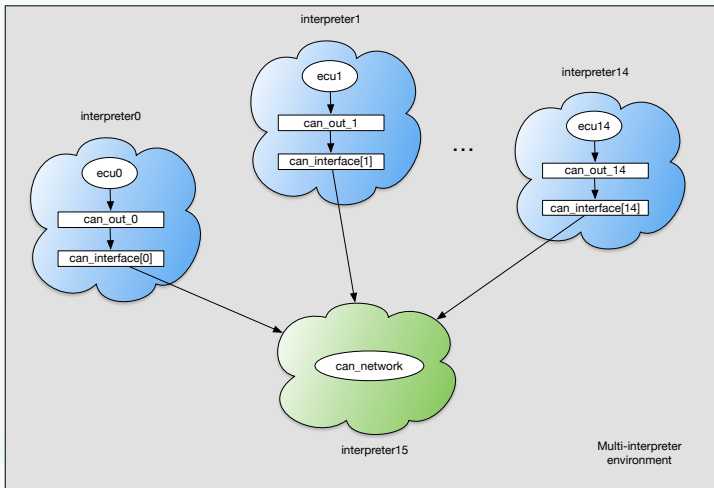 interpreter1
ecu1
can_out_1
can_interface[1]
interpreter14
ecu14
can_out_14
can_interface[14]
...
interpreter0
ecu0
can_out_0
can_interface[0]
can_network
interpreter15
Multi-interpreter
environment